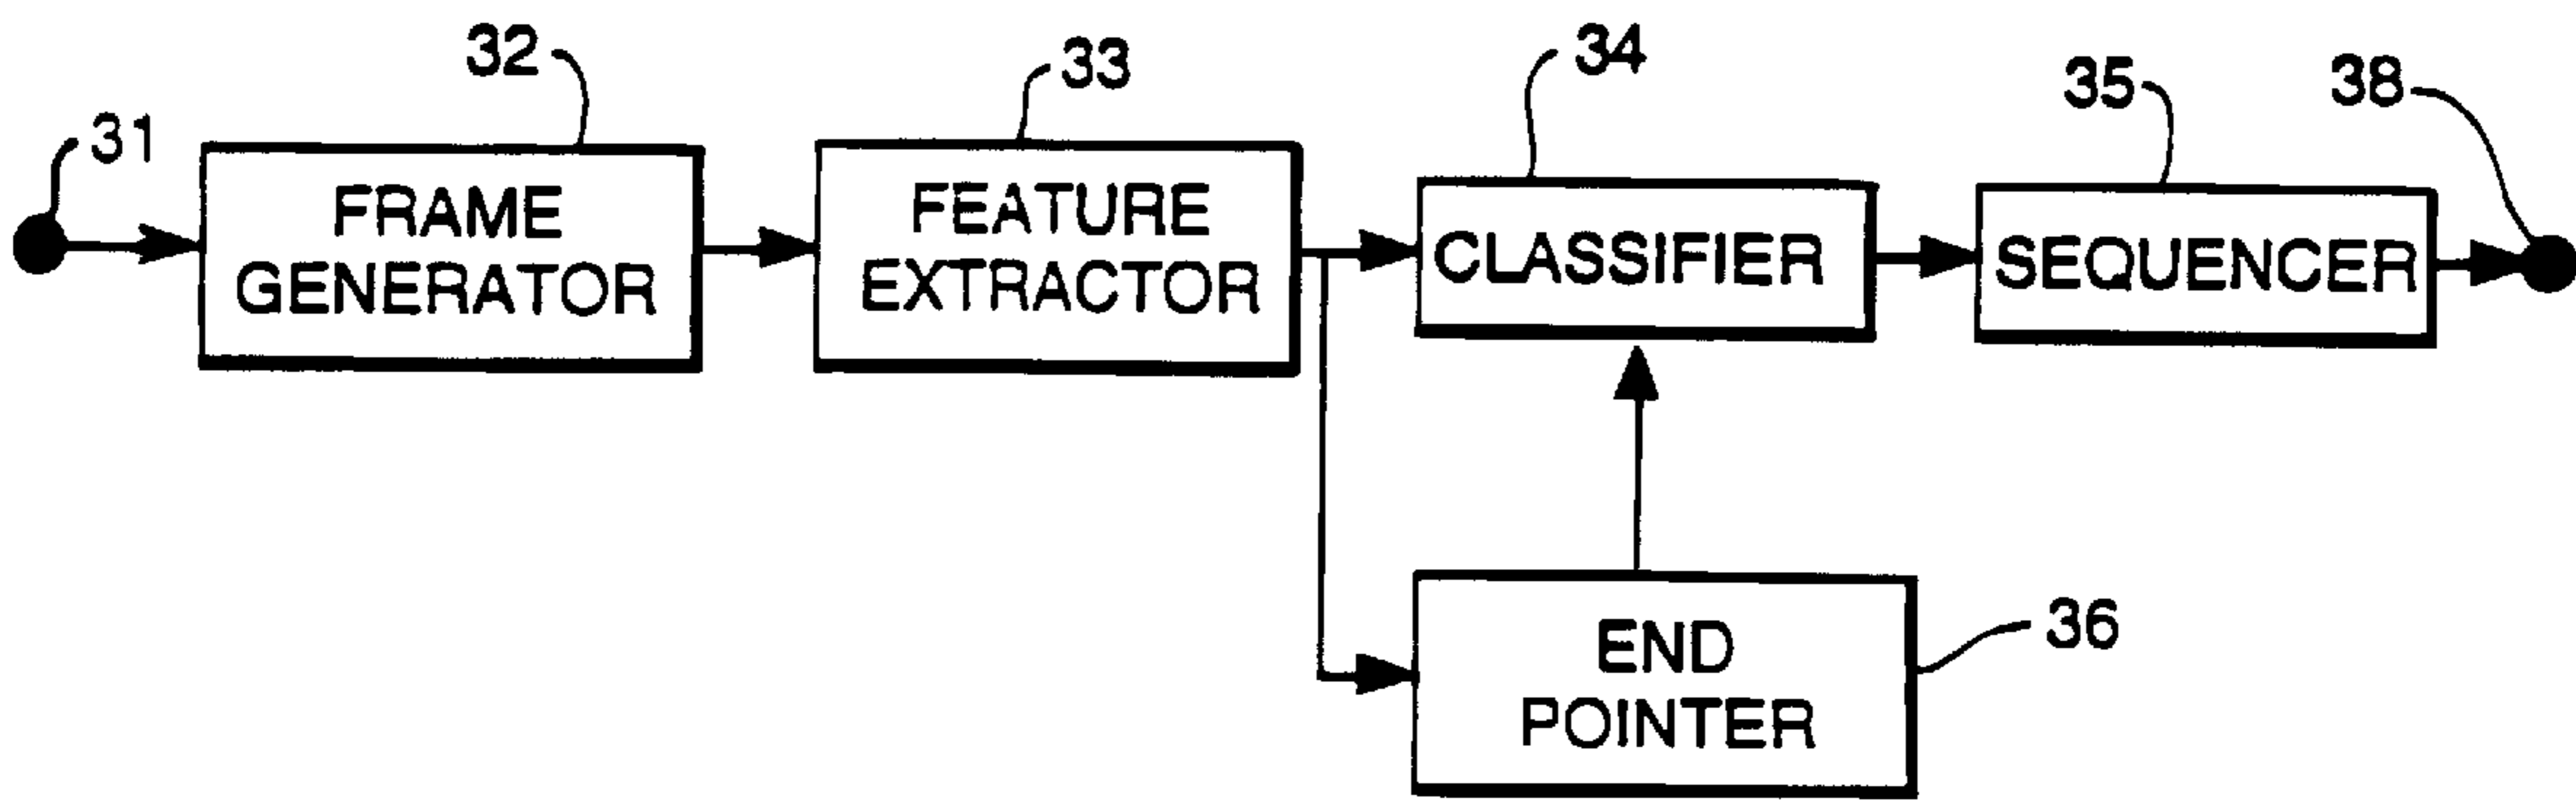 32
33
34
35
38
31
FRAME
GENERATOR
FEATURE
EXTRACTOR
CLASSIFIER
SEQUENCER
END
POINTER
36